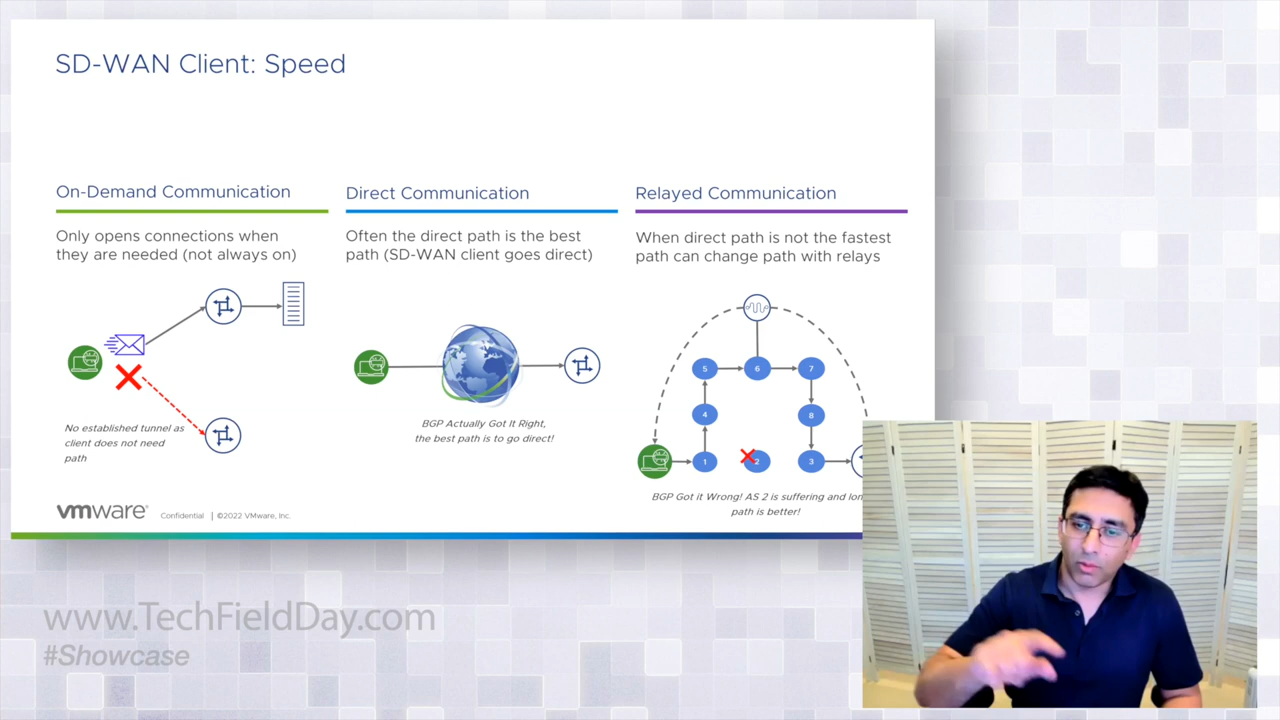 SD-WAN Client: Speed
On-Demand Communication
Only opens connections when
they are needed (not always on)
No established tunnel as
client does not need
path
Direct Communication
Often the direct path is the best
path (SD-WAN client goes direct)
BGP Actually Got It Right,
the best path is to go direct!
Relayed Communication
When direct path is not the fastest
path can change path with relays
5
6
7
4
8
1
2
3
BGP Got it Wrong! AS 2 is suffering and
path is better!
vmware®
Confidential | ©2022 VMware, Inc.
www.TechFieldDay.com
#Showcase